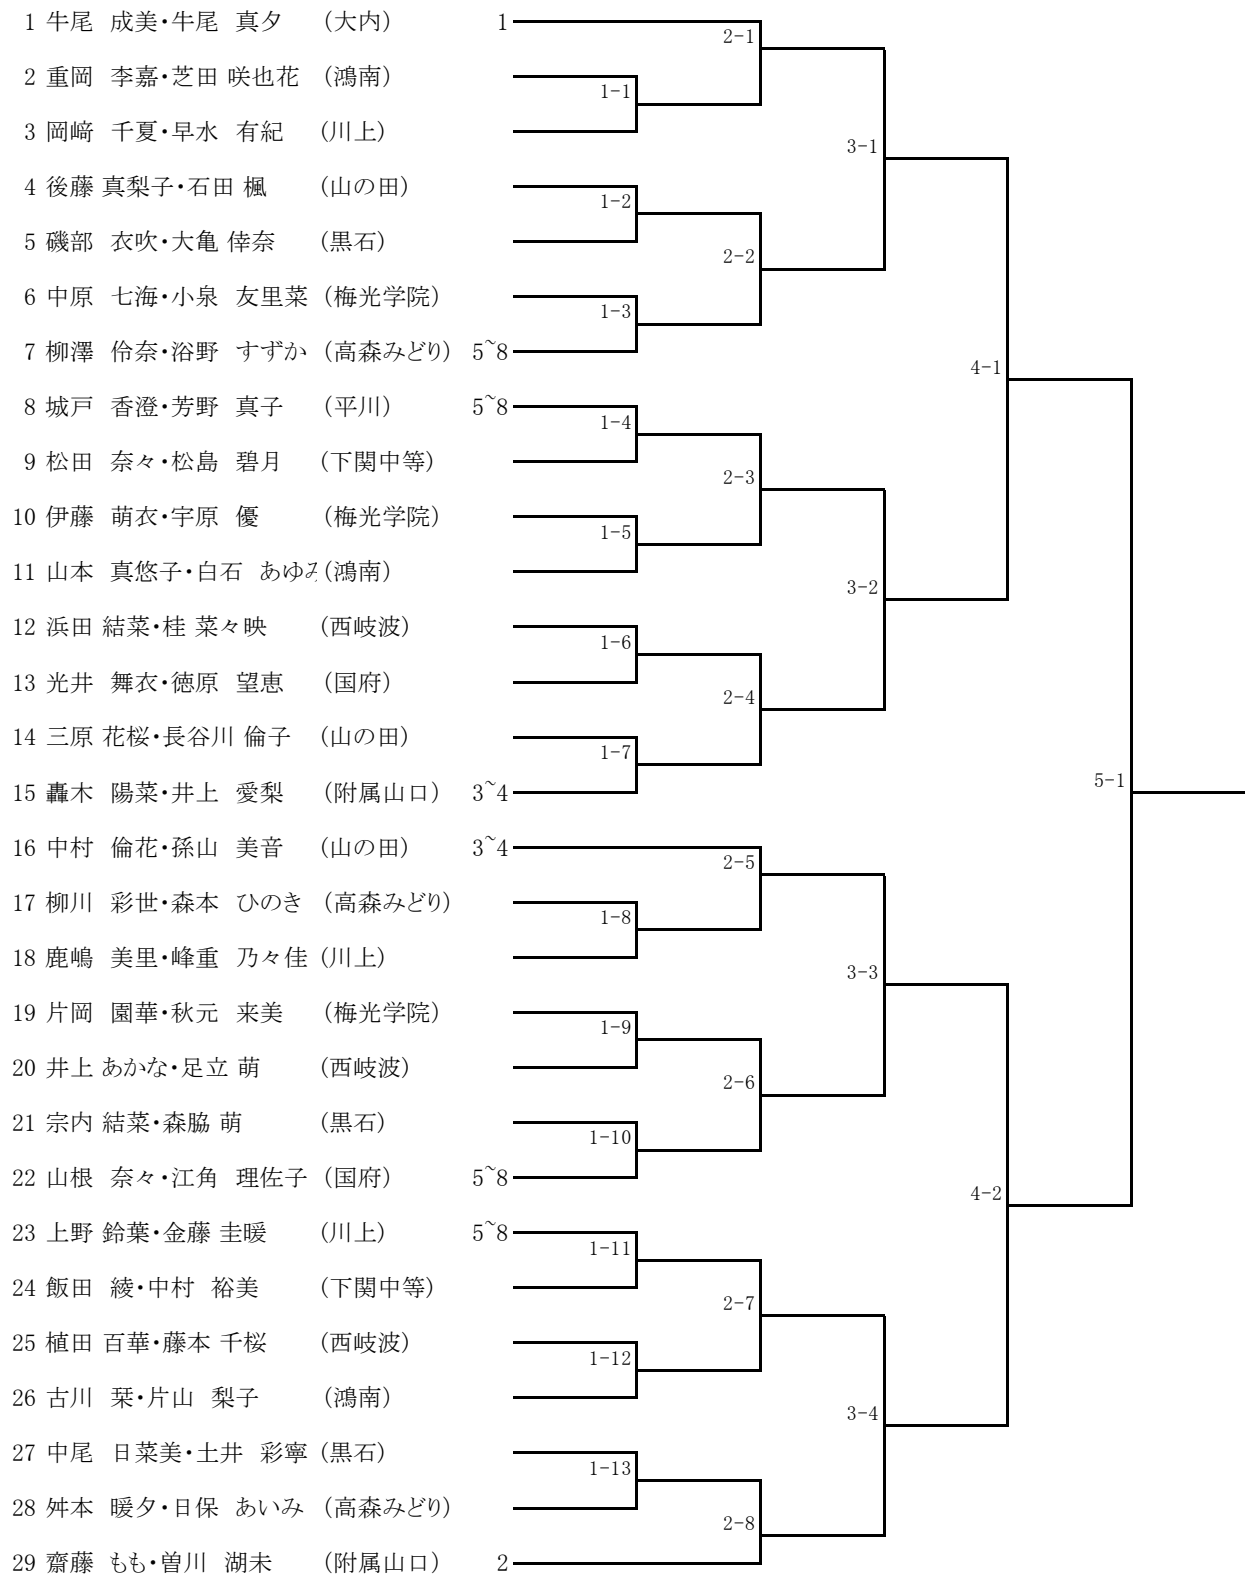 1 牛尾 成美・牛尾 真夕 (大内) 1
2-1
2 重岡 李嘉・芝田 咲也花 (鴻南)
1-1
3 岡﨑 千夏・早水 有紀 (川上)
3-1
4 後藤 真梨子・石田 楓 (山の田)
1-2
5 磯部 衣吹・大亀 倖奈 (黒石)
2-2
6 中原 七海・小泉 友里菜 (梅光学院)
1-3
7 柳澤 伶奈・浴野 すずか (高森みどり) 5~8
4-1
8 城戸 香澄・芳野 真子 (平川) 5~8
1-4
9 松田 奈々・松島 碧月 (下関中等)
2-3
10 伊藤 萌衣・宇原 優 (梅光学院)
1-5
11 山本 真悠子・白石 あゆみ (鴻南)
3-2
12 浜田 結菜・桂 菜々映 (西岐波)
1-6
13 光井 舞衣・徳原 望恵 (国府)
2-4
14 三原 花桜・長谷川 倫子 (山の田)
1-7
15 轟木 陽菜・井上 愛梨 (附属山口) 3~4
5-1
16 中村 倫花・孫山 美音 (山の田) 3~4
2-5
17 柳川 彩世・森本 ひのき (高森みどり)
1-8
18 鹿嶋 美里・峰重 乃々佳 (川上)
3-3
19 片岡 園華・秋元 来美 (梅光学院)
1-9
20 井上 あかな・足立 萌 (西岐波)
2-6
21 宗内 結菜・森脇 萌 (黒石)
1-10
22 山根 奈々・江角 理佐子 (国府) 5~8
4-2
23 上野 鈴葉・金藤 圭暖 (川上) 5~8
1-11
24 飯田 綾・中村 裕美 (下関中等)
2-7
25 植田 百華・藤本 千桜 (西岐波)
1-12
26 古川 栞・片山 梨子 (鴻南)
3-4
27 中尾 日菜美・土井 彩寧 (黒石)
1-13
28 舛本 暖夕・日保 あいみ (高森みどり)
2-8
29 齋藤 もも・曽川 湖未 (附属山口) 2